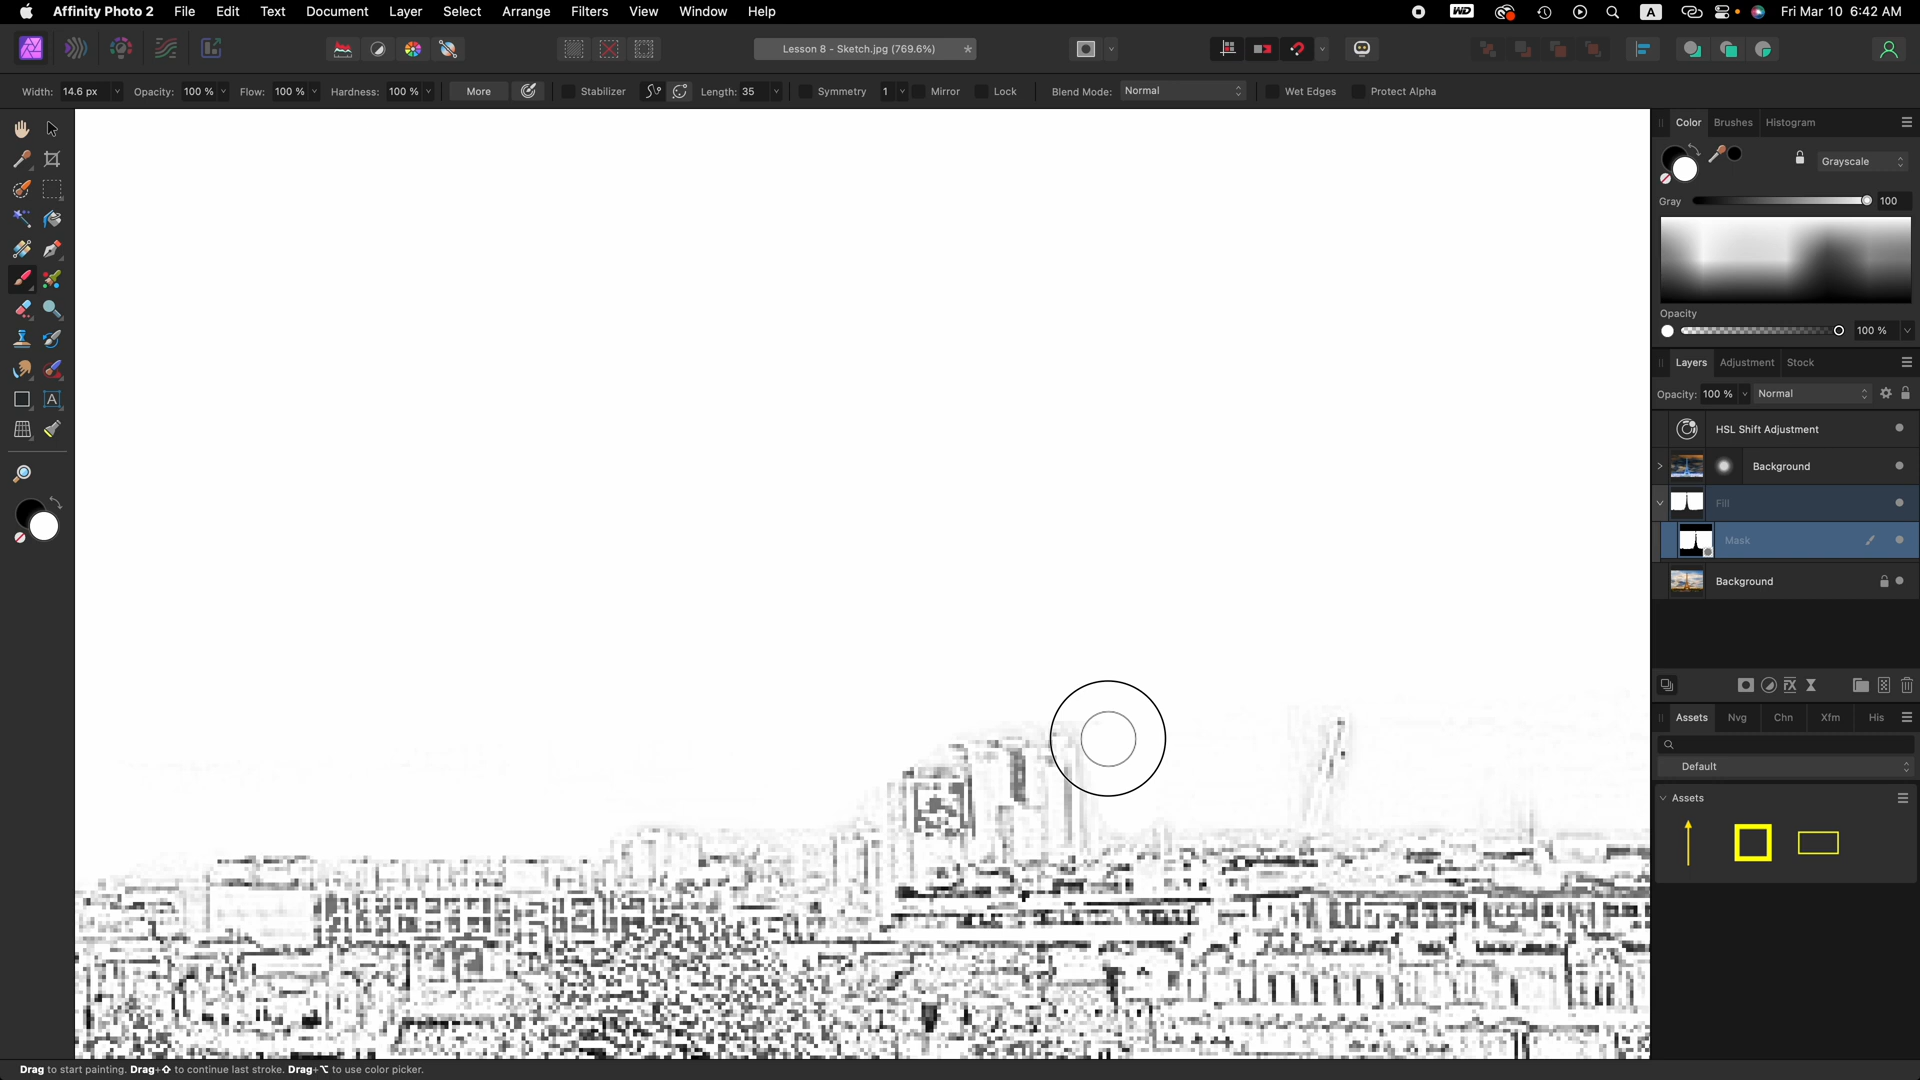 Affinity Photo 2 File Edit Text Document Layer Select Arrange Filters View Window Help WD A Fri Mar 10 6:42 AM
Lesson 8 - Sketch.jpg (769.6%) *
Width: 14.6 px Opacity: 100 % Flow: 100 % Hardness: 100 % More Stabilizer Length: 35 Symmetry 1 Mirror Lock Blend Mode: Normal Wet Edges Protect Alpha
Color Brushes Histogram
Grayscale
Gray 100
Opacity
100 %
Layers Adjustment Stock
Opacity: 100 % Normal
HSL Shift Adjustment
Background
Fill
Mask
Background
Assets Nvg Chn Xfm His
Default
Assets
Drag to start painting. Drag+⇧ to continue last stroke. Drag+⌥ to use color picker.